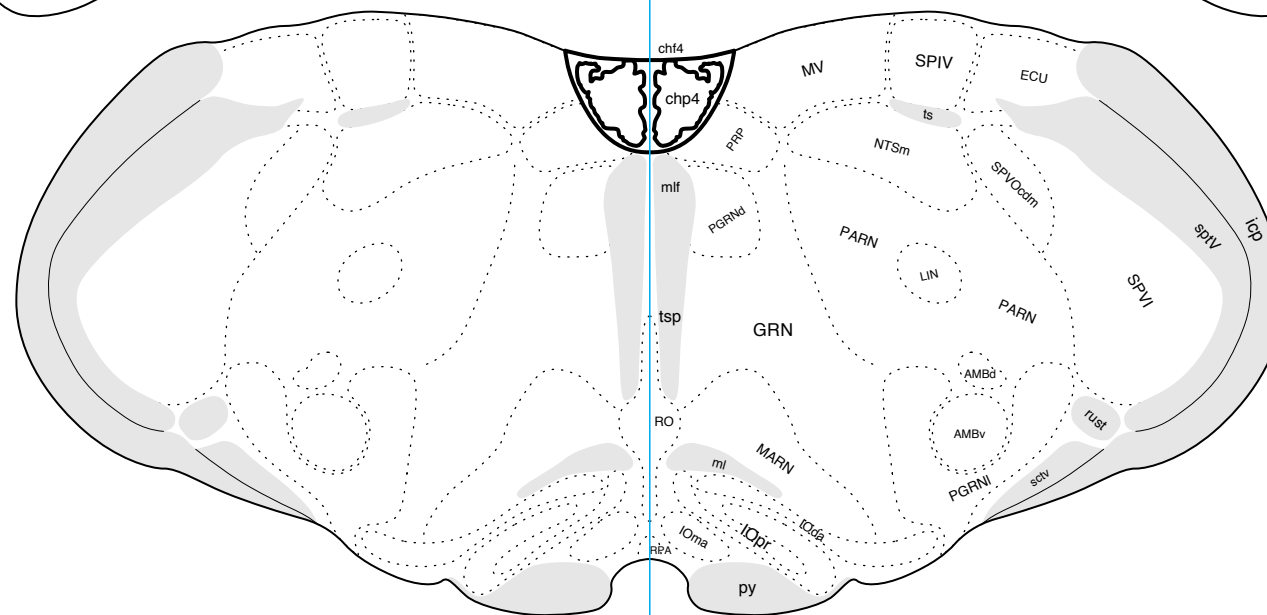 chf4
MV
SPIV
ECU
chp4
ts
PRP
NTSm
SPVOcdm
mlf
PGRNd
PARN
icp
sptV
LIN
SPVI
tsp
GRN
PARN
AMBd
RO
rust
AMBv
ml
MARN
sctv
PGRNl
IOma
IOpr
IOda
RPA
py